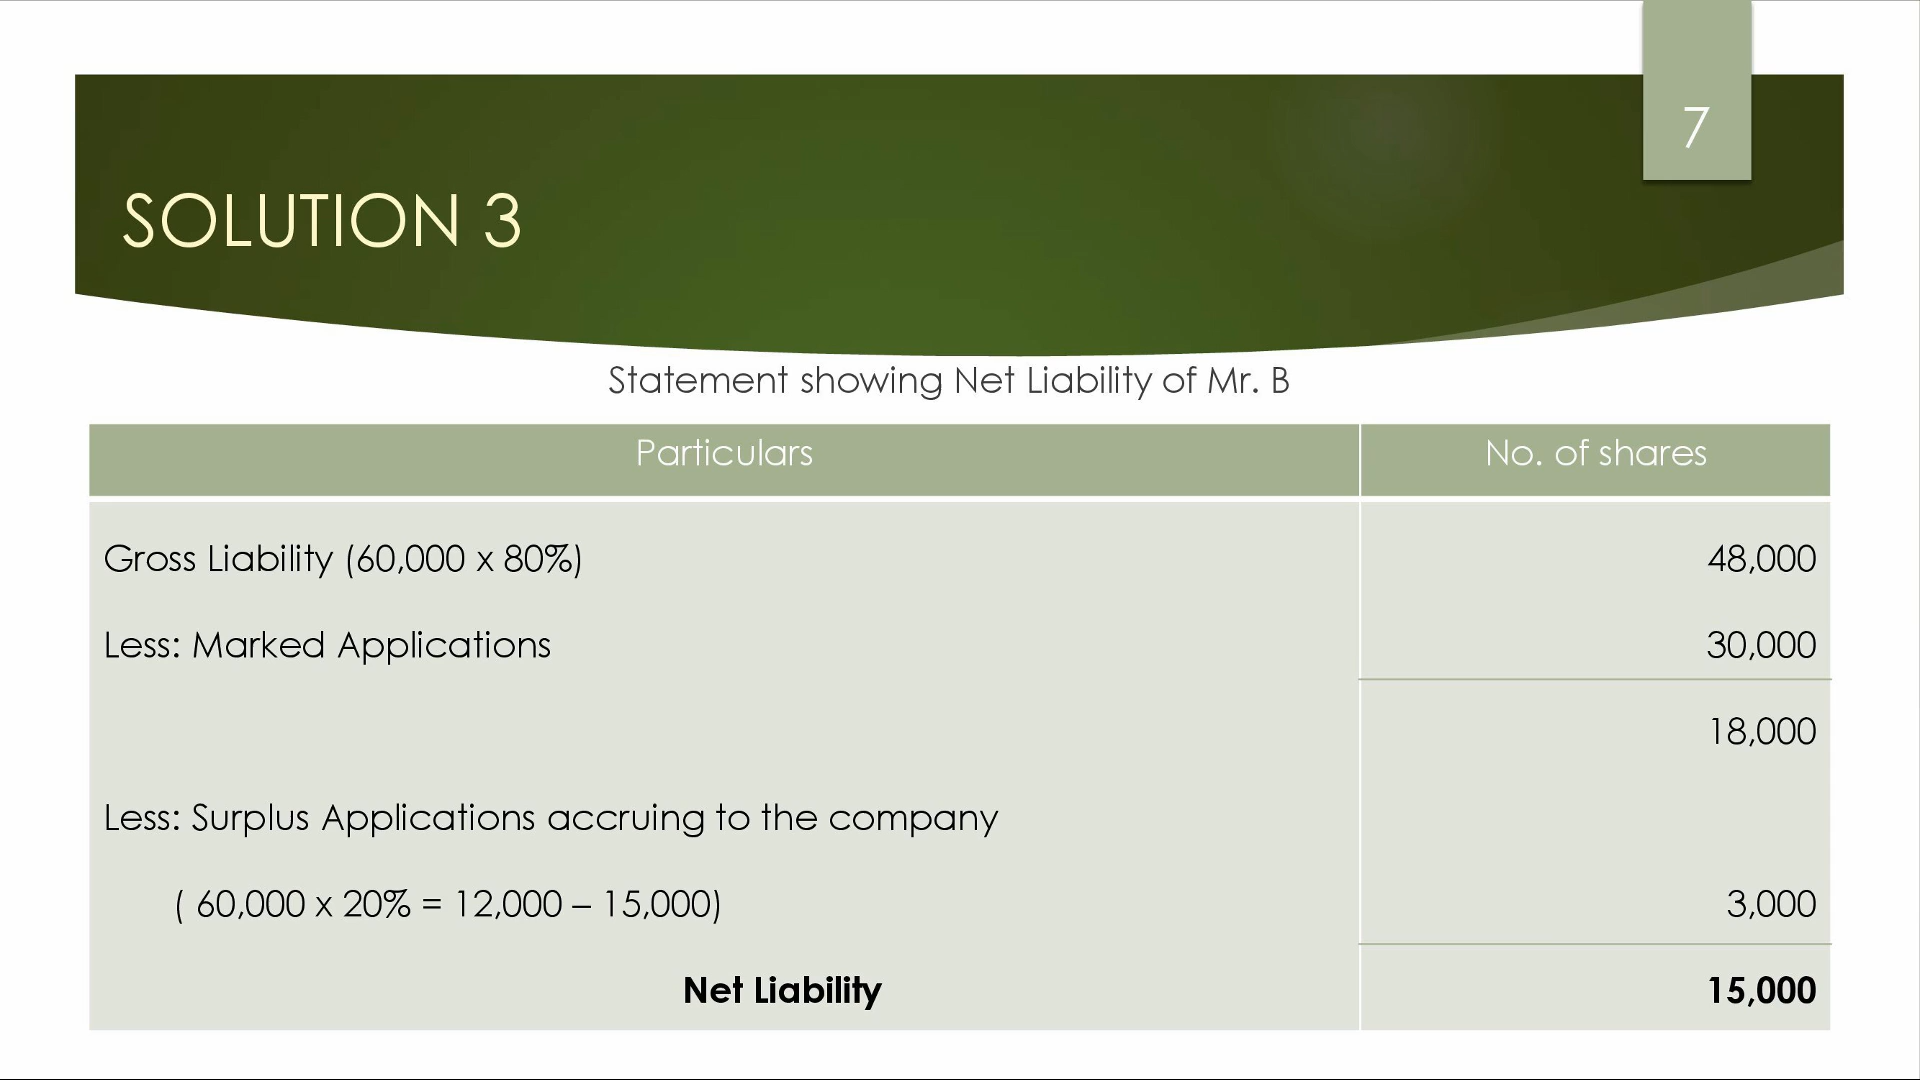 7
SOLUTION 3
Statement showing Net Liability of Mr. B
Particulars No. of shares
Gross Liability (60,000 x 80%) 48,000
Less: Marked Applications 30,000
18,000
Less: Surplus Applications accruing to the company
( 60,000 x 20% = 12,000 – 15,000) 3,000
Net Liability 15,000